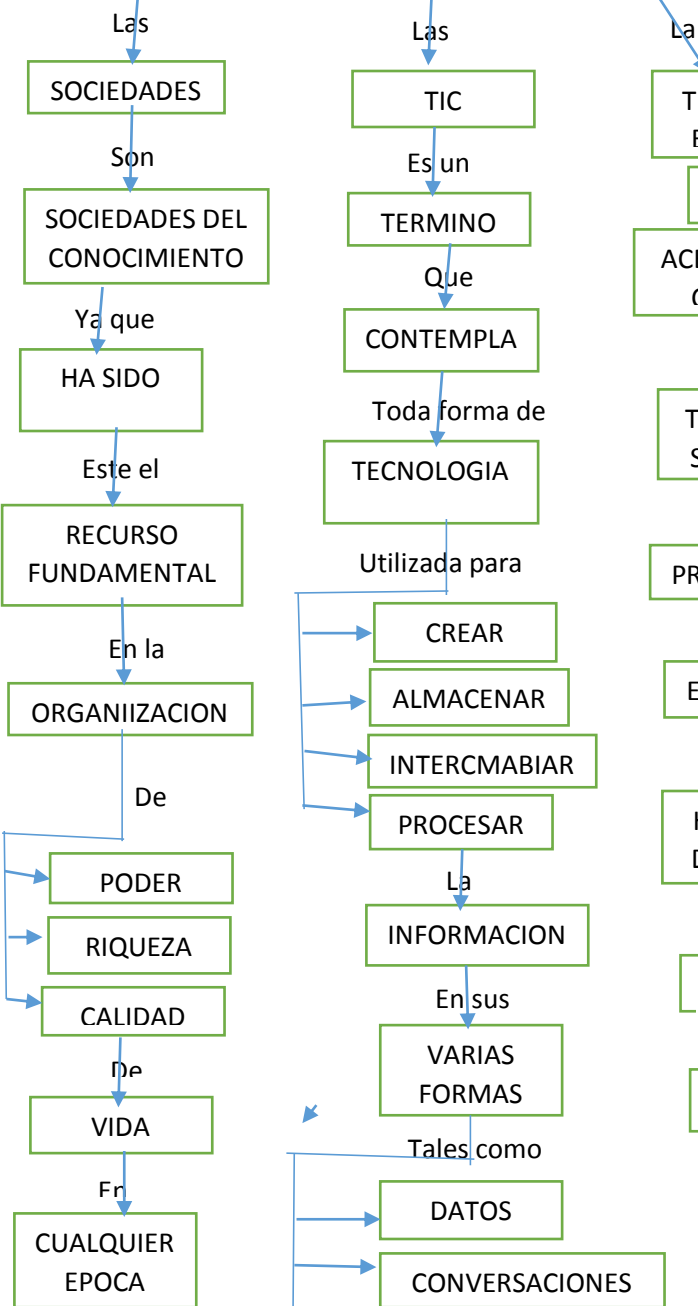 Las
SOCIEDADES
Son
SOCIEDADES DEL
CONOCIMIENTO
Ya que
HA SIDO
Este el
RECURSO
FUNDAMENTAL
En la
ORGANIIZACION
De
PODER
RIQUEZA
CALIDAD
De
VIDA
En
CUALQUIER
EPOCA
Las
TIC
Es un
TERMINO
Que
CONTEMPLA
Toda forma de
TECNOLOGIA
Utilizada para
CREAR
ALMACENAR
INTERCMABIAR
PROCESAR
La
INFORMACION
En sus
VARIAS
FORMAS
Tales como
DATOS
CONVERSACIONES
La